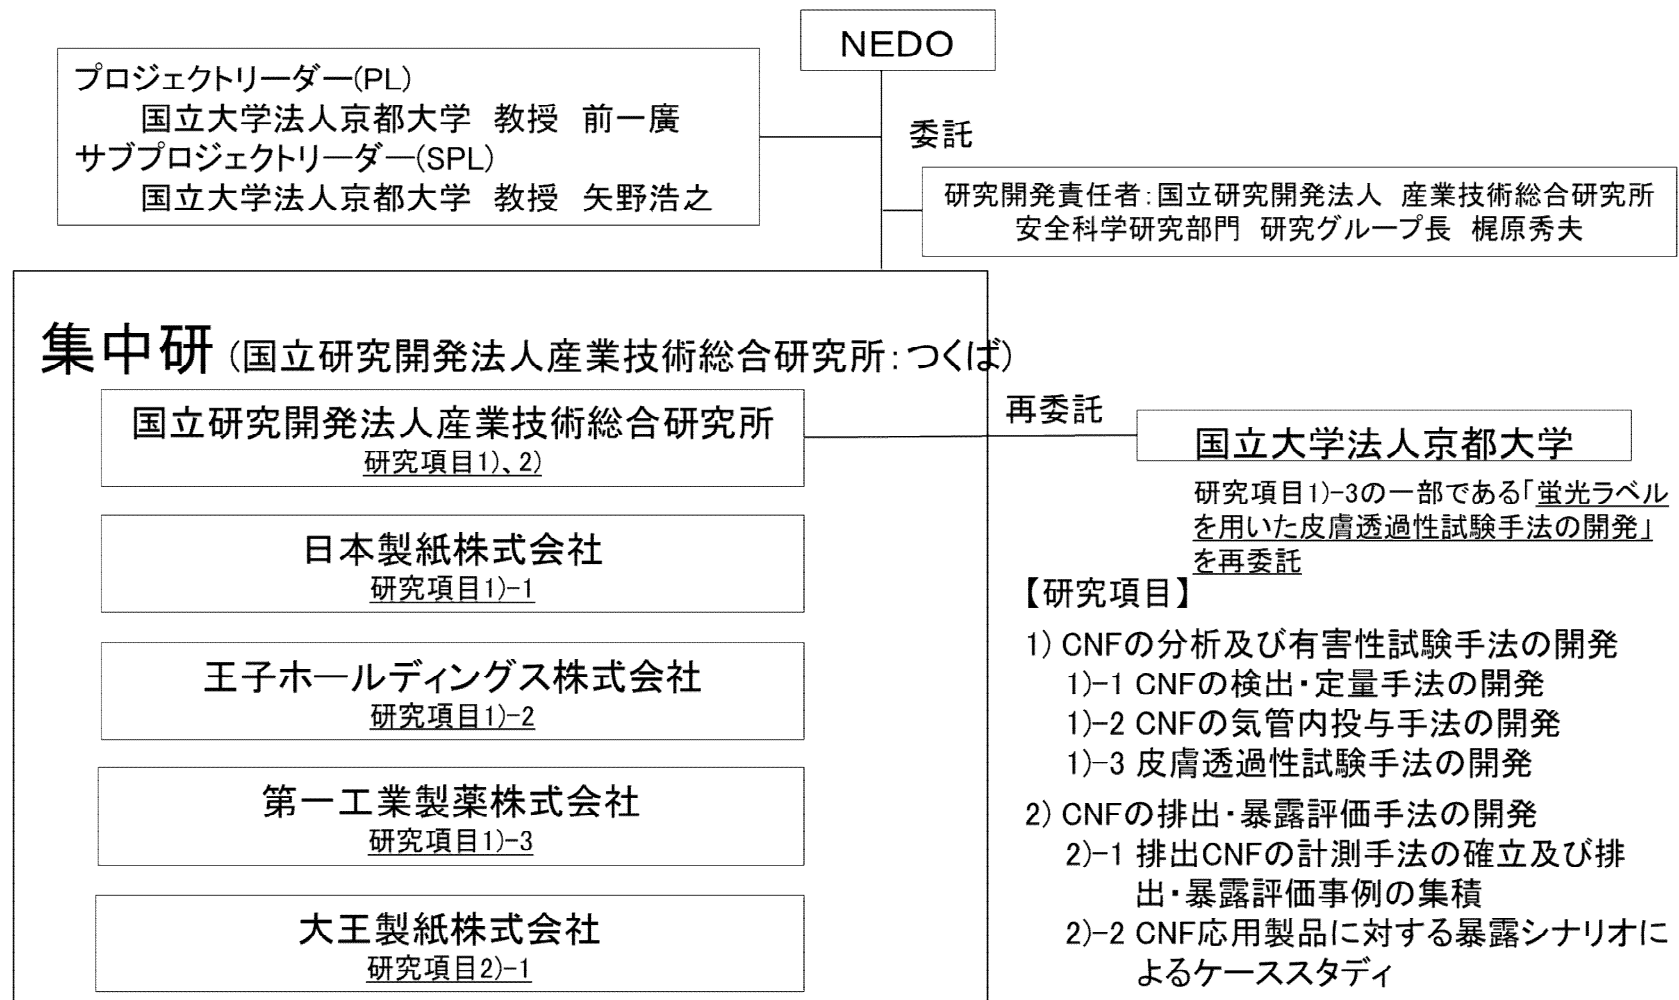 NEDO
プロジェクトリーダー(PL)
国立大学法人京都大学 教授 前一廣
サブプロジェクトリーダー(SPL)
国立大学法人京都大学 教授 矢野浩之
委託
研究開発責任者:国立研究開発法人 産業技術総合研究所
安全科学研究部門 研究グループ長 梶原秀夫
集中研(国立研究開発法人産業技術総合研究所:つくば)
国立研究開発法人産業技術総合研究所
研究項目1)、2)
再委託
国立大学法人京都大学
研究項目1)-3の一部である「蛍光ラベル
を用いた皮膚透過性試験手法の開発」
を再委託
日本製紙株式会社
研究項目1)-1
王子ホールディングス株式会社
研究項目1)-2
第一工業製薬株式会社
研究項目1)-3
大王製紙株式会社
研究項目2)-1
【研究項目】
1) CNFの分析及び有害性試験手法の開発
1)-1 CNFの検出・定量手法の開発
1)-2 CNFの気管内投与手法の開発
1)-3 皮膚透過性試験手法の開発
2) CNFの排出・暴露評価手法の開発
2)-1 排出CNFの計測手法の確立及び排
出・暴露評価事例の集積
2)-2 CNF応用製品に対する暴露シナリオに
よるケーススタディ